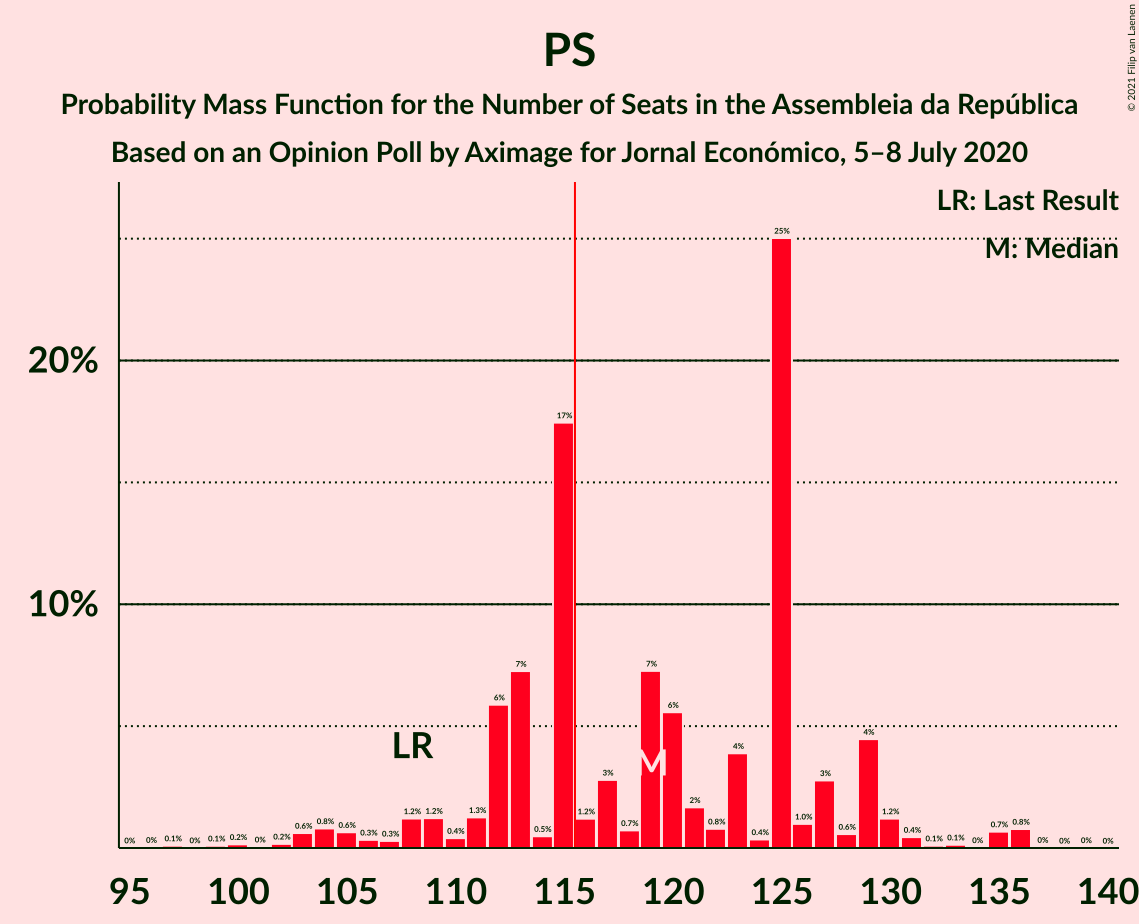 PS
Probability Mass Function for the Number of Seats in the Assembleia da República
Based on an Opinion Poll by Aximage for Jornal Económico, 5–8 July 2020
© 2021 Filip van Laenen
LR: Last Result
M: Median
20%
10%
0% 0% 0.1% 0% 0.1% 0.2% 0% 0.2% 0.6% 0.8% 0.6% 0.3% 0.3% 1.2% 1.2% 0.4% 1.3% 6% 7% 0.5% 17% 1.2% 3% 0.7% 7% 6% 2% 0.8% 4% 0.4% 25% 1.0% 3% 0.6% 4% 1.2% 0.4% 0.1% 0.1% 0% 0.7% 0.8% 0% 0% 0% 0%
LR
M
95 100 105 110 115 120 125 130 135 140